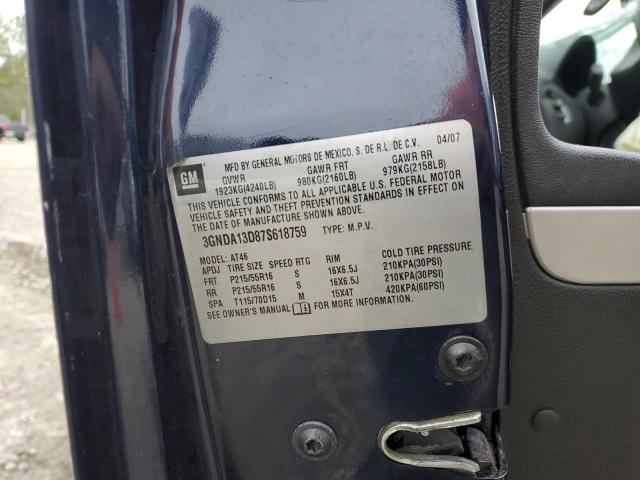 GM
MFD BY GENERAL MOTORS DE MEXICO, S. DE R.L. DE C.V. 04/07
GVWR GAWR FRT GAWR RR
1923KG(4240LB) 980KG(2160LB) 979KG(2158LB)
THIS VEHICLE CONFORMS TO ALL APPLICABLE U.S. FEDERAL MOTOR
VEHICLE SAFETY AND THEFT PREVENTION STANDARDS IN EFFECT ON
THE DATE OF MANUFACTURE SHOWN ABOVE.
3GNDA13D87S618759 TYPE: M.P.V.
MODEL: AT46
APDJ TIRE SIZE SPEED RTG RIM COLD TIRE PRESSURE
FRT P215/55R16 S 16X6.5J 210KPA(30PSI)
RR P215/55R16 S 16X6.5J 210KPA(30PSI)
SPA T115/70D15 M 15X4T 420KPA(60PSI)
SEE OWNER'S MANUAL FOR MORE INFORMATION.